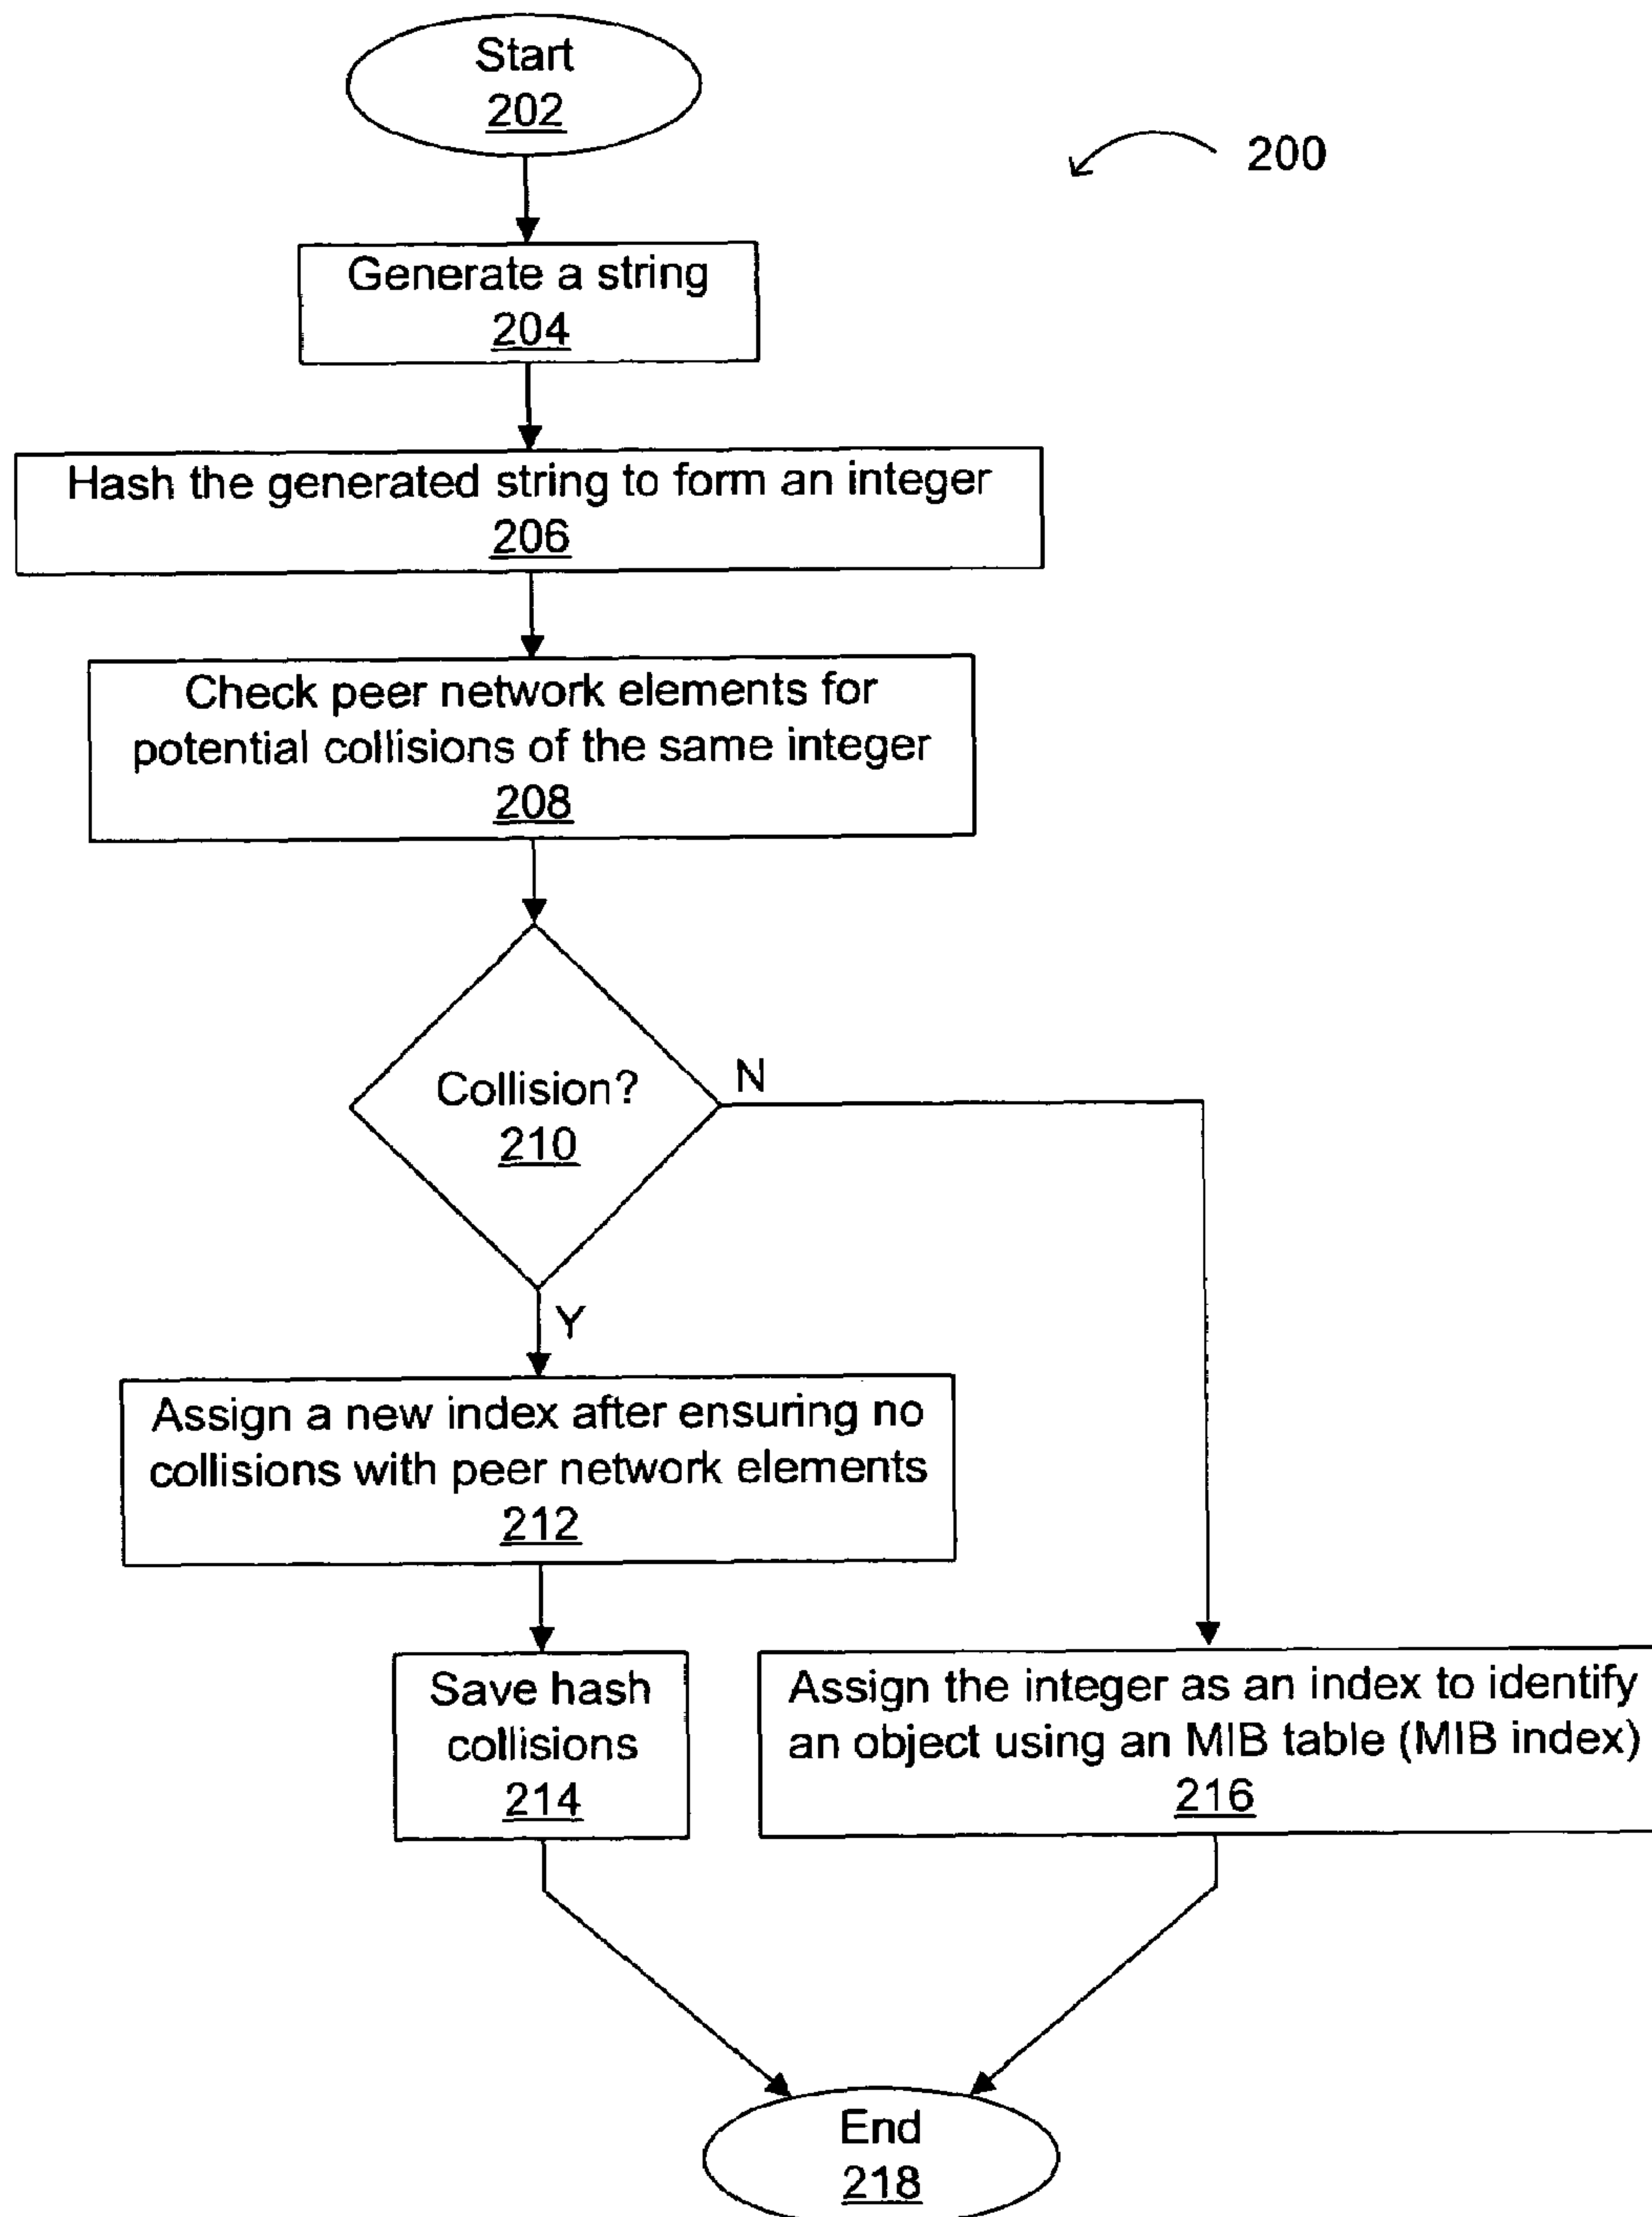 Start
202
200
Generate a string
204
Hash the generated string to form an integer
206
Check peer network elements for
potential collisions of the same integer
208
Collision?
210
N
Y
Assign a new index after ensuring no
collisions with peer network elements
212
Save hash
collisions
214
Assign the integer as an index to identify
an object using an MIB table (MIB index)
216
End
218